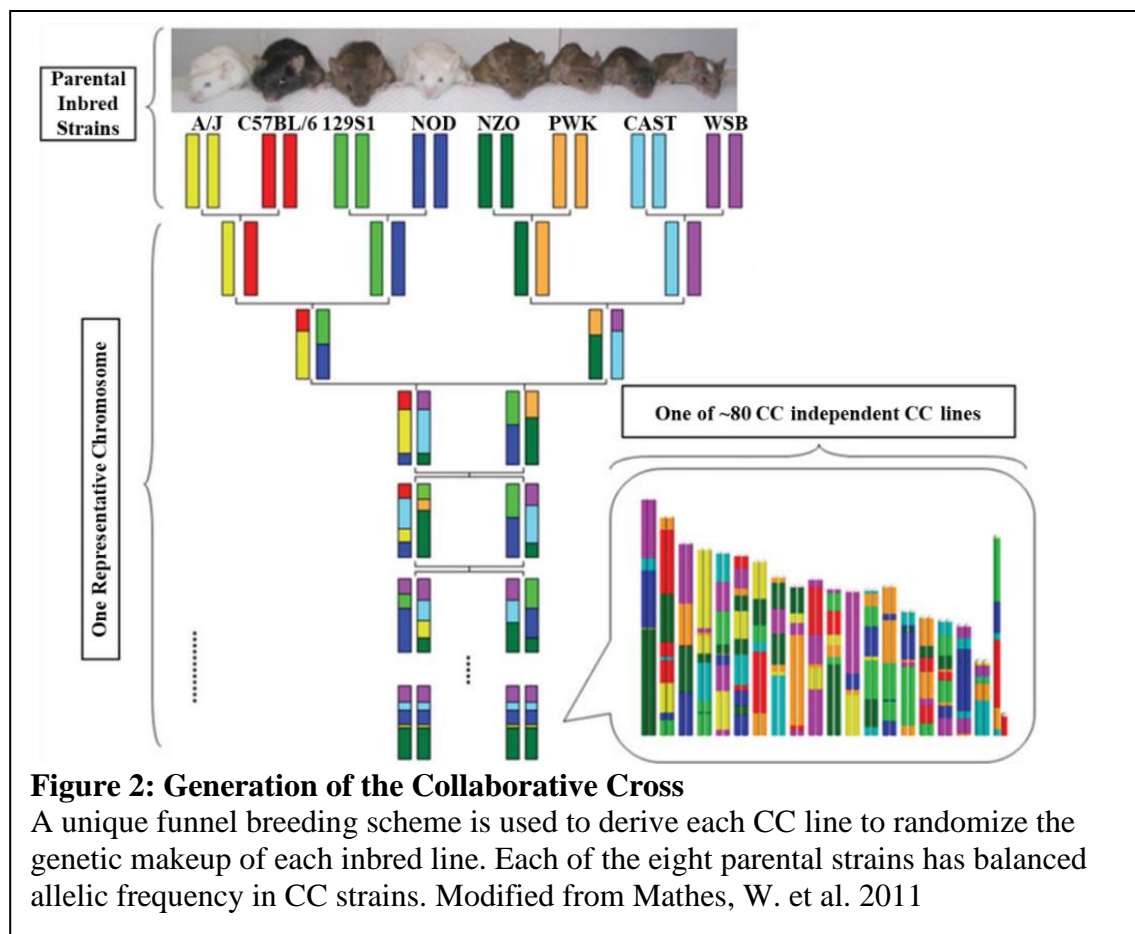 Parental
Inbred
Strains
A/J C57BL/6 129S1 NOD NZO PWK CAST WSB
One Representative Chromosome
One of ~80 CC independent CC lines
Figure 2: Generation of the Collaborative Cross
A unique funnel breeding scheme is used to derive each CC line to randomize the
genetic makeup of each inbred line. Each of the eight parental strains has balanced
allelic frequency in CC strains. Modified from Mathes, W. et al. 2011